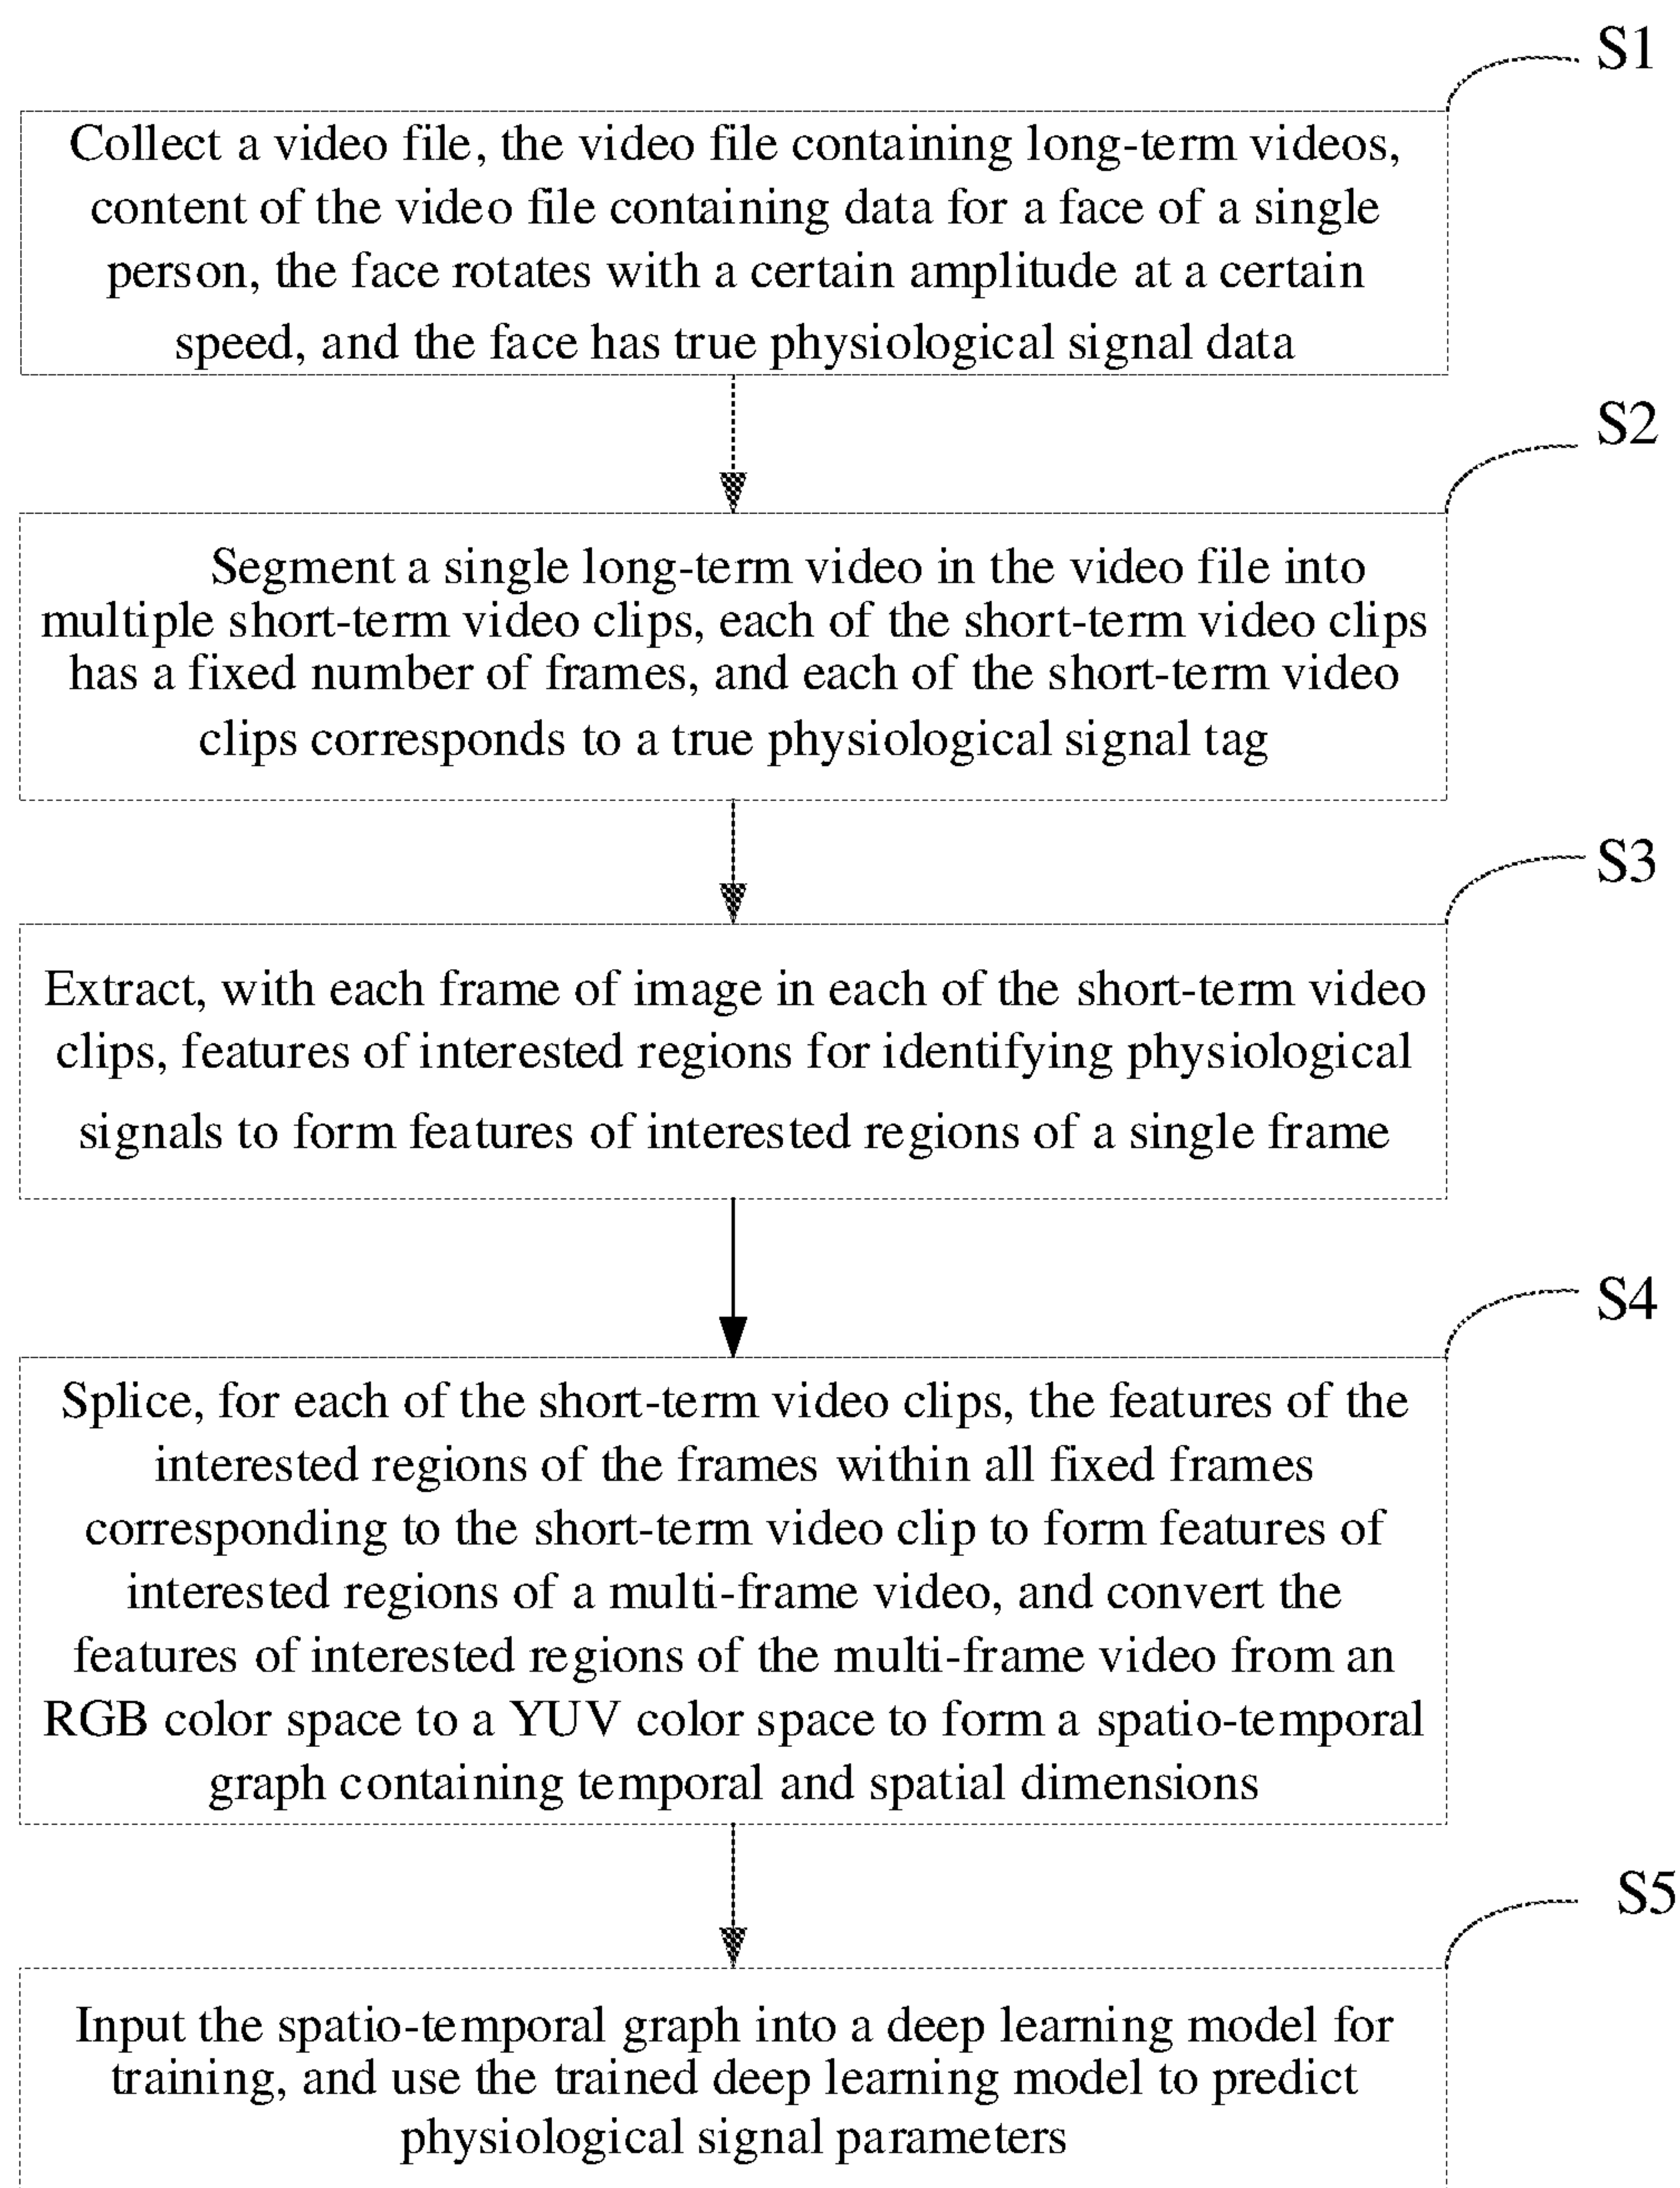 S1
Collect a video file, the video file containing long-term videos,
content of the video file containing data for a face of a single
person, the face rotates with a certain amplitude at a certain
speed, and the face has true physiological signal data
S2
Segment a single long-term video in the video file into
multiple short-term video clips, each of the short-term video clips
has a fixed number of frames, and each of the short-term video
clips corresponds to a true physiological signal tag
S3
Extract, with each frame of image in each of the short-term video
clips, features of interested regions for identifying physiological
signals to form features of interested regions of a single frame
S4
Splice, for each of the short-term video clips, the features of the
interested regions of the frames within all fixed frames
corresponding to the short-term video clip to form features of
interested regions of a multi-frame video, and convert the
features of interested regions of the multi-frame video from an
RGB color space to a YUV color space to form a spatio-temporal
graph containing temporal and spatial dimensions
S5
Input the spatio-temporal graph into a deep learning model for
training, and use the trained deep learning model to predict
physiological signal parameters